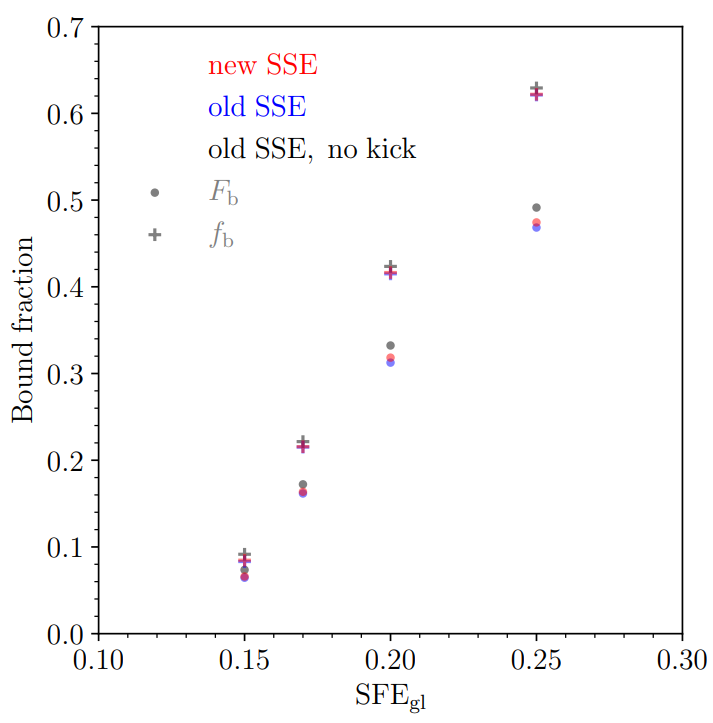 0.7
0.6
0.5
0.4
0.3
0.2
0.1
0.0
Bound fraction
new SSE
old SSE
old SSE, no kick
F_b
f_b
0.10 0.15 0.20 0.25 0.30
SFE_gl